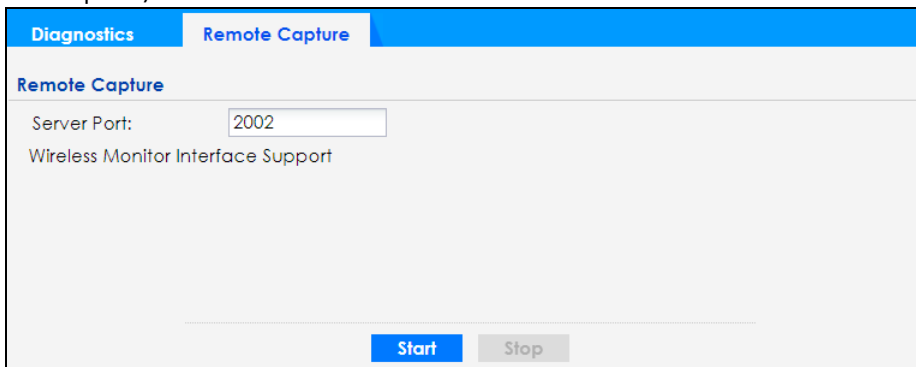 Diagnostics Remote Capture
Remote Capture
Server Port: 2002
Wireless Monitor Interface Support
Start Stop